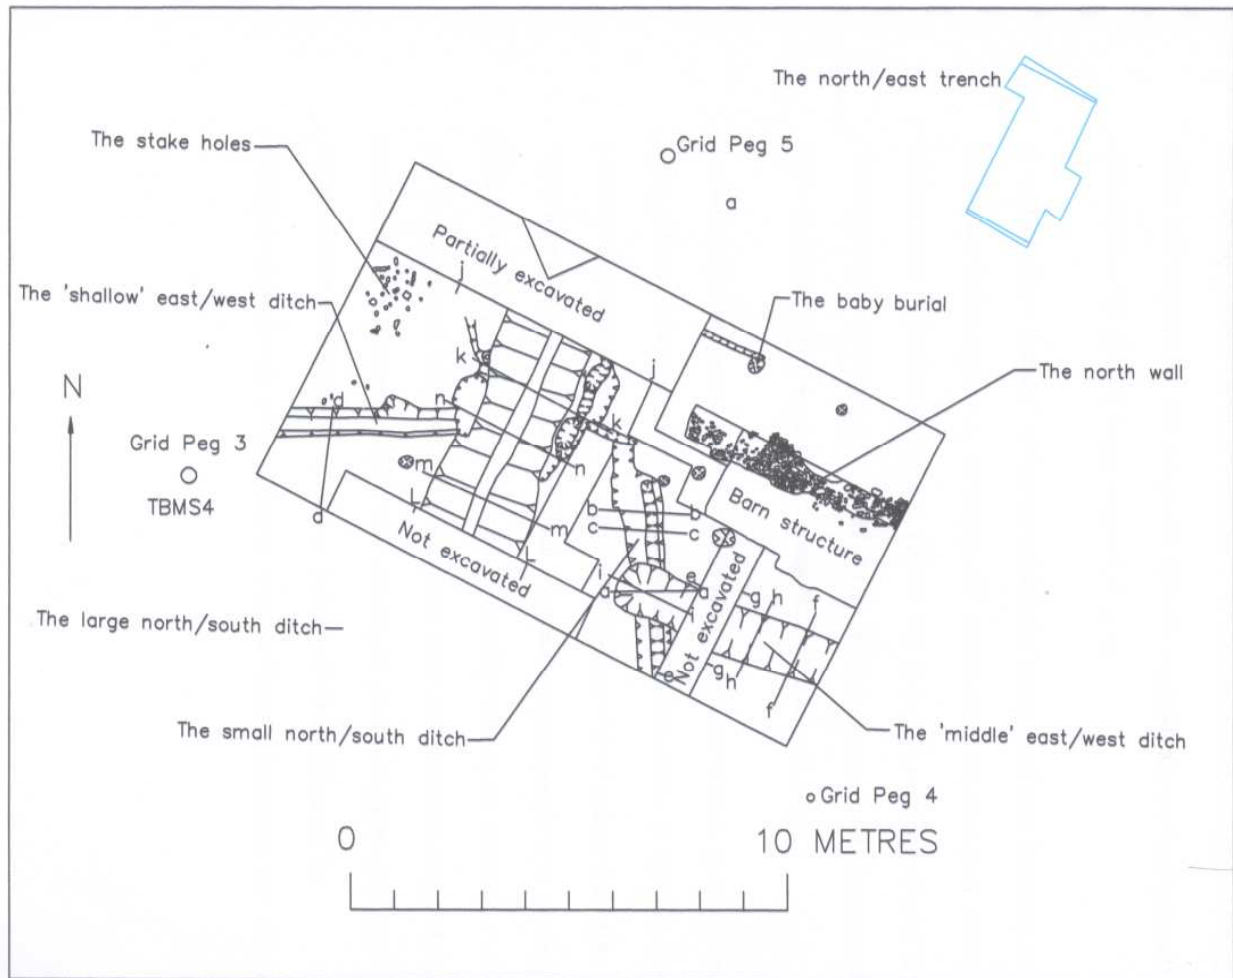 The north/east trench
The stake holes
Grid Peg 5
a
Partially excavated
j
The 'shallow' east/west ditch
The baby burial
j
k
The north wall
N
d
n
k
Grid Peg 3
m
n
TBMS4
l
b
b
Barn structure
d
m
c
c
Not excavated
l
i
e
a
a
i
g
h
f
The large north/south ditch
Not excavated
e
g
h
f
The small north/south ditch
The 'middle' east/west ditch
Grid Peg 4
0
10 METRES